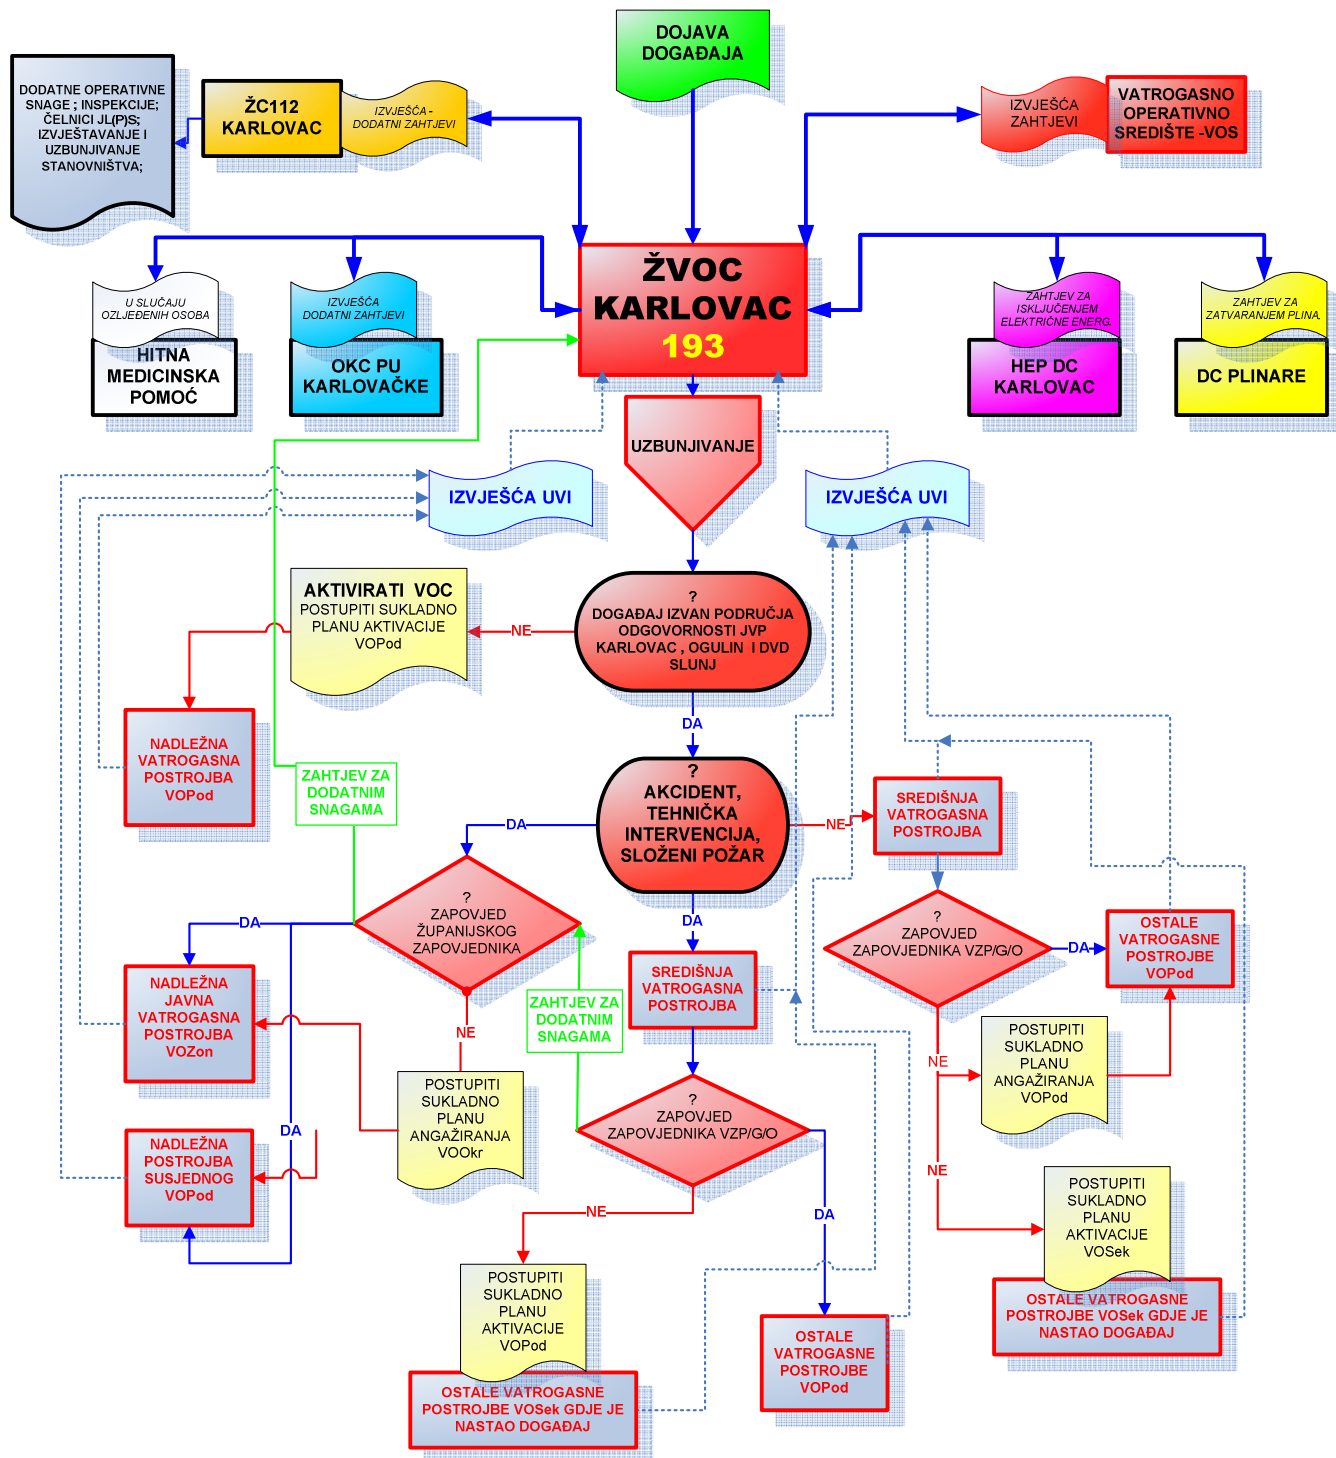 DOJAVA
DOGAĐAJA
DODATNE OPERATIVNE
SNAGE ; INSPEKCIJE;
ČELNICI JL(P)S;
IZVJEŠTAVANJE I
UZBUNJIVANJE
STANOVNIŠTVA;
ŽC112
KARLOVAC
IZVJEŠĆA -
DODATNI ZAHTJEVI
IZVJEŠĆA
ZAHTJEVI
VATROGASNO
OPERATIVNO
SREDIŠTE -VOS
ŽVOC
KARLOVAC
193
U SLUČAJU
OZLJEĐENIH OSOBA
HITNA
MEDICINSKA
POMOĆ
IZVJEŠĆA
DODATNI ZAHTJEVI
OKC PU
KARLOVAČKE
ZAHTJEV ZA
ISKLJUČENJEM
ELEKTRIČNE ENERG.
HEP DC
KARLOVAC
ZAHTJEV ZA
ZATVARANJEM PLINA.
DC PLINARE
UZBUNJIVANJE
IZVJEŠĆA UVI
IZVJEŠĆA UVI
AKTIVIRATI VOC
POSTUPITI SUKLADNO
PLANU AKTIVACIJE
VOPod
NE
?
DOGAĐAJ IZVAN PODRUČJA
ODGOVORNOSTI JVP
KARLOVAC , OGULIN I DVD
SLUNJ
DA
NADLEŽNA
VATROGASNA
POSTROJBA
VOPod
ZAHTJEV ZA
DODATNIM
SNAGAMA
?
AKCIDENT,
TEHNIČKA
INTERVENCIJA,
SLOŽENI POŽAR
DA
NE
SREDIŠNJA
VATROGASNA
POSTROJBA
?
ZAPOVJED
ŽUPANIJSKOG
ZAPOVJEDNIKA
DA
DA
?
ZAPOVJED
ZAPOVJEDNIKA VZP/G/O
DA
OSTALE
VATROGASNE
POSTROJBE
VOPod
NADLEŽNA
JAVNA
VATROGASNA
POSTROJBA
VOZon
NE
ZAHTJEV ZA
DODATNIM
SNAGAMA
SREDIŠNJA
VATROGASNA
POSTROJBA
NE
POSTUPITI
SUKLADNO
PLANU
ANGAŽIRANJA
VOPod
POSTUPITI
SUKLADNO
PLANU
ANGAŽIRANJA
VOOkr
?
ZAPOVJED
ZAPOVJEDNIKA VZP/G/O
DA
NADLEŽNA
POSTROJBA
SUSJEDNOG
VOPod
NE
POSTUPITI
SUKLADNO
PLANU
AKTIVACIJE
VOSek
NE
DA
POSTUPITI
SUKLADNO
PLANU
AKTIVACIJE
VOPod
OSTALE VATROGASNE
POSTROJBE VOSek GDJE JE
NASTAO DOGAĐAJ
OSTALE
VATROGASNE
POSTROJBE
VOPod
OSTALE VATROGASNE
POSTROJBE VOSek GDJE JE
NASTAO DOGAĐAJ